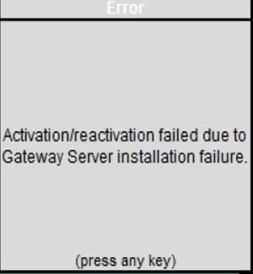 Error
Activation/reactivation failed due to
Gateway Server installation failure.
(press any key)